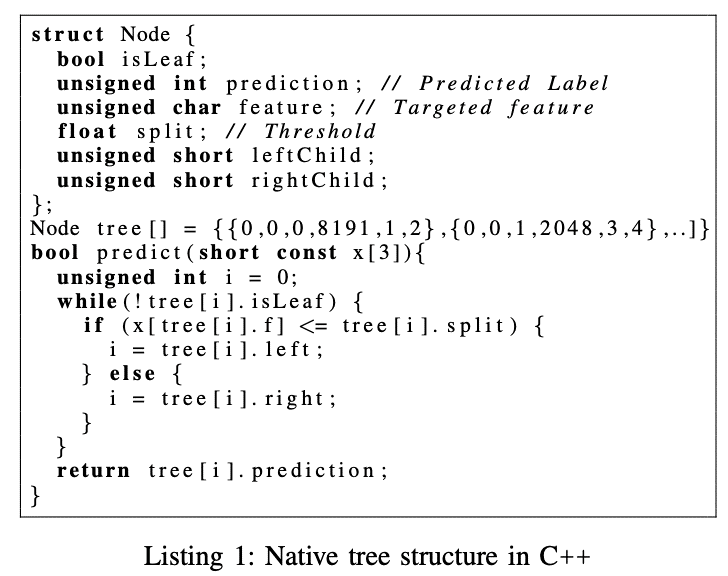 struct Node {
  bool isLeaf;
  unsigned int prediction; // Predicted Label
  unsigned char feature; // Targeted feature
  float split; // Threshold
  unsigned short leftChild;
  unsigned short rightChild;
};
Node tree[] = {{0,0,0,8191,1,2},{0,0,1,2048,3,4},..]}
bool predict(short const x[3]){
  unsigned int i = 0;
  while(!tree[i].isLeaf) {
    if (x[tree[i].f] <= tree[i].split) {
      i = tree[i].left;
    } else {
      i = tree[i].right;
    }
  }
  return tree[i].prediction;
}
Listing 1: Native tree structure in C++